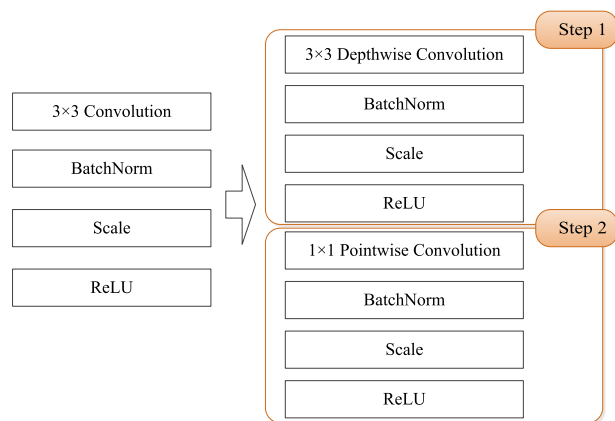 3×3 Convolution
BatchNorm
Scale
ReLU
Step 1
3×3 Depthwise Convolution
BatchNorm
Scale
ReLU
Step 2
1×1 Pointwise Convolution
BatchNorm
Scale
ReLU